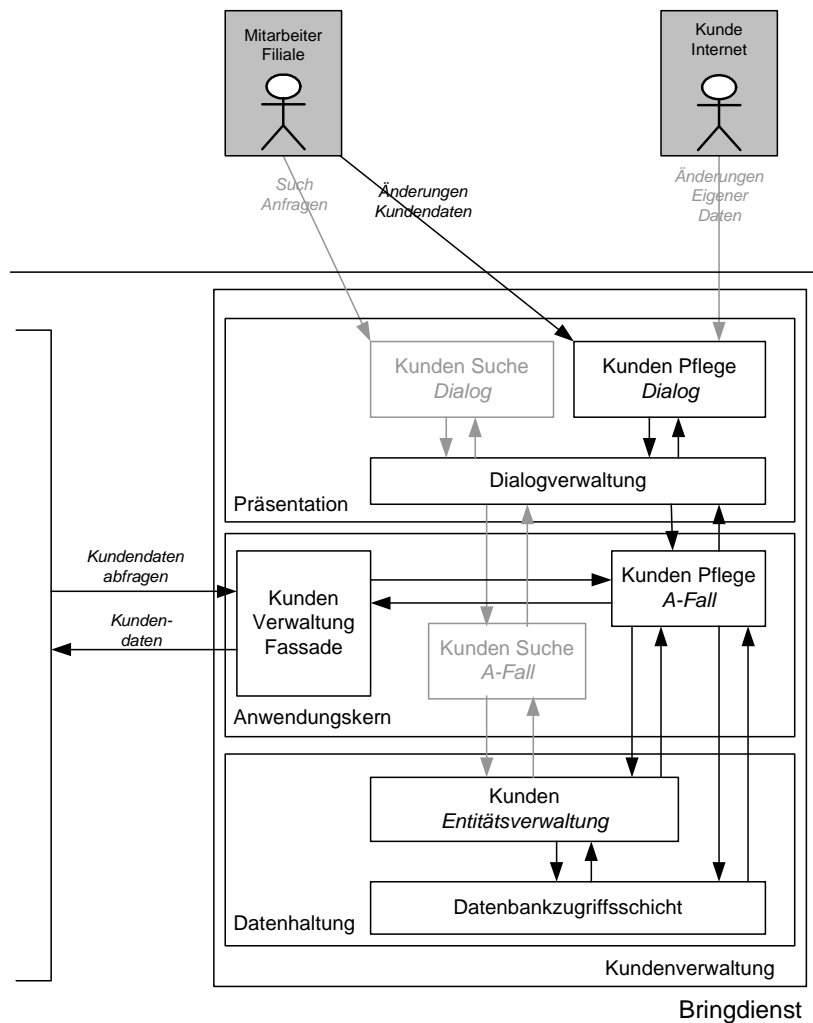 Mitarbeiter
Filiale
Kunde
Internet
Such
Anfragen
Änderungen
Kundendaten
Änderungen
Eigener
Daten
Kunden Suche
Dialog
Kunden Pflege
Dialog
Dialogverwaltung
Präsentation
Kundendaten
abfragen
Kunden-
daten
Kunden
Verwaltung
Fassade
Kunden Pflege
A-Fall
Kunden Suche
A-Fall
Anwendungskern
Kunden
Entitätsverwaltung
Datenbankzugriffsschicht
Datenhaltung
Kundenverwaltung
Bringdienst